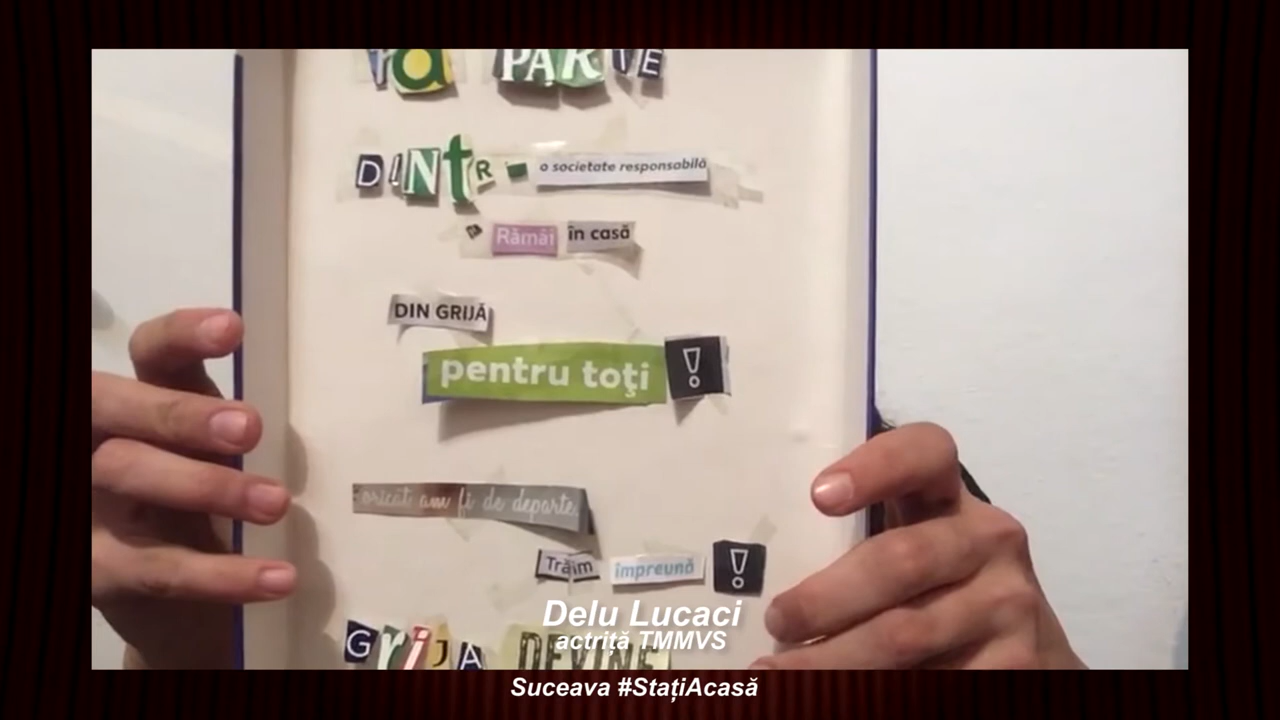 PARTE
DINtR o societate responsabilă
Rămâi în casă
DIN GRIJĂ
pentru toţi !
oricât am fi de departe,
Trăim împreună !
Delu Lucaci
actriță TMMVS
GriJA DEVINE
Suceava #StațiAcasă